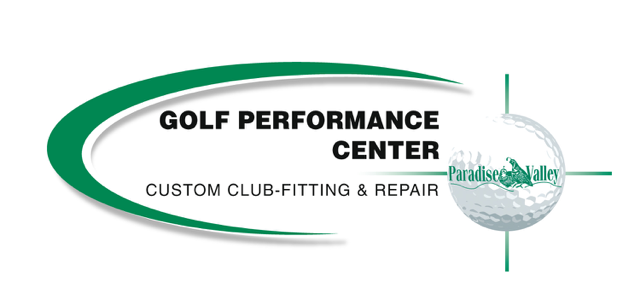 GOLF PERFORMANCE
CENTER
CUSTOM CLUB-FITTING & REPAIR
Paradise Valley